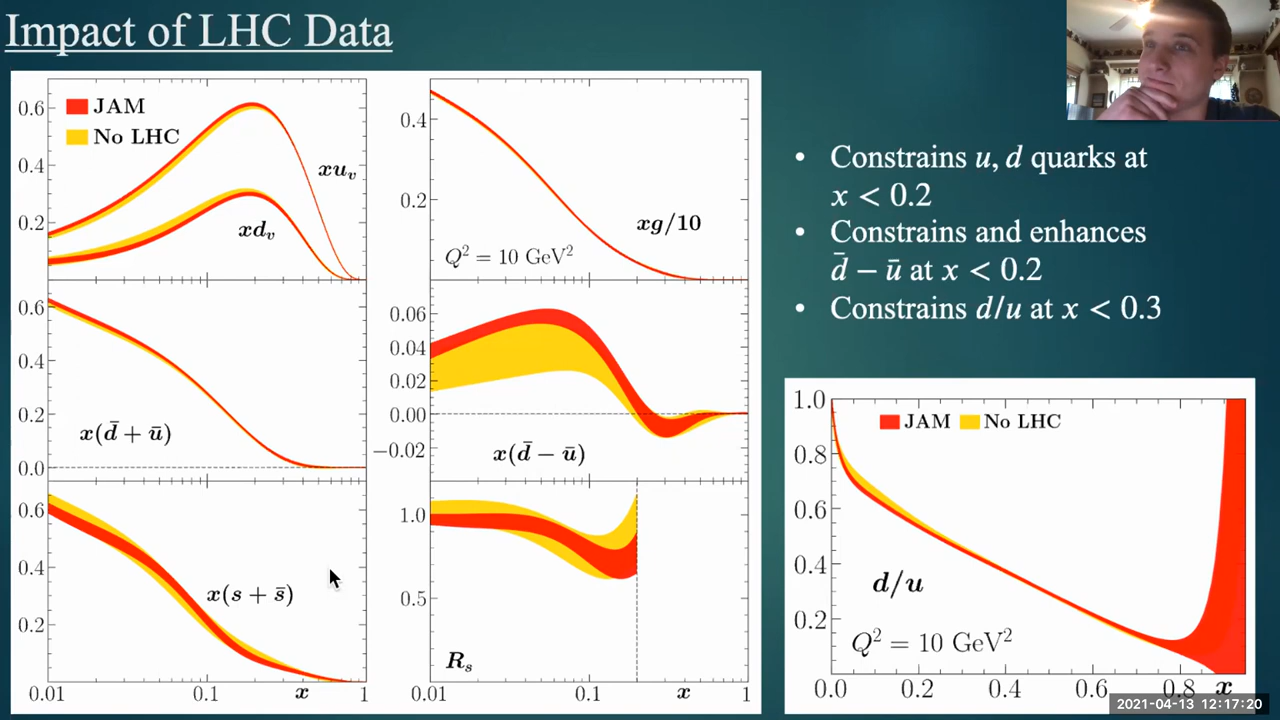 Impact of LHC Data
JAM
No LHC
0.6
0.4
0.2
xu_v
xd_v
0.4
0.2
xg/10
Q² = 10 GeV²
0.6
0.4
0.2
0.0
x(d̄ + ū)
0.06
0.04
0.02
0.00
−0.02
x(d̄ − ū)
0.6
0.4
0.2
x(s + s̄)
0.01 0.1 x 1
1.0
0.5
R_s
0.01 0.1 x 1
• Constrains u, d quarks at
x < 0.2
• Constrains and enhances
d̄ − ū at x < 0.2
• Constrains d/u at x < 0.3
1.0
0.8
0.6
0.4
0.2
JAM No LHC
d/u
Q² = 10 GeV²
0.0 0.2 0.4 0.6 0.8 x
2021-04-13 12:17:20